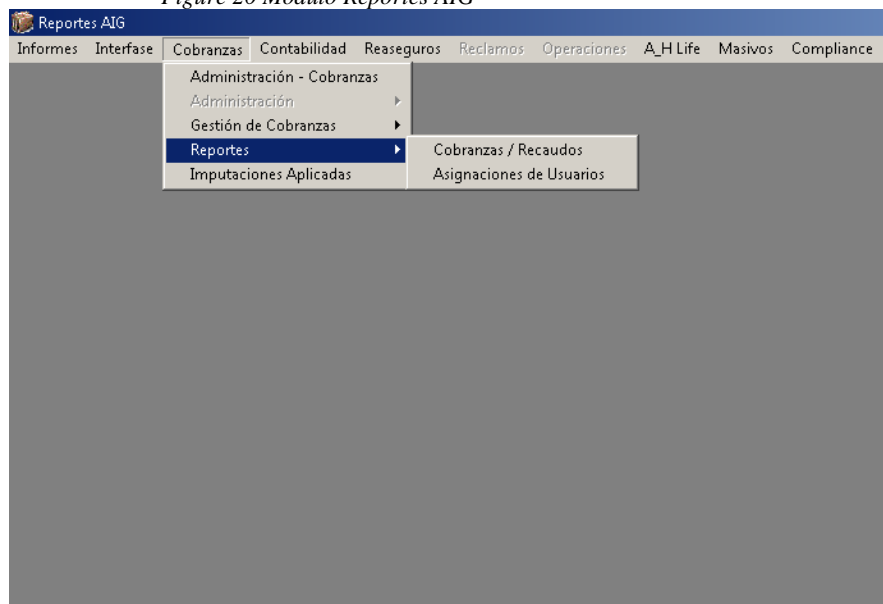 Figure 20 Modulo Reportes AIG
Reportes AIG
Informes Interfase Cobranzas Contabilidad Reaseguros Reclamos Operaciones A_H Life Masivos Compliance
Administración - Cobranzas
Administración
Gestión de Cobranzas
Reportes
Cobranzas / Recaudos
Imputaciones Aplicadas
Asignaciones de Usuarios